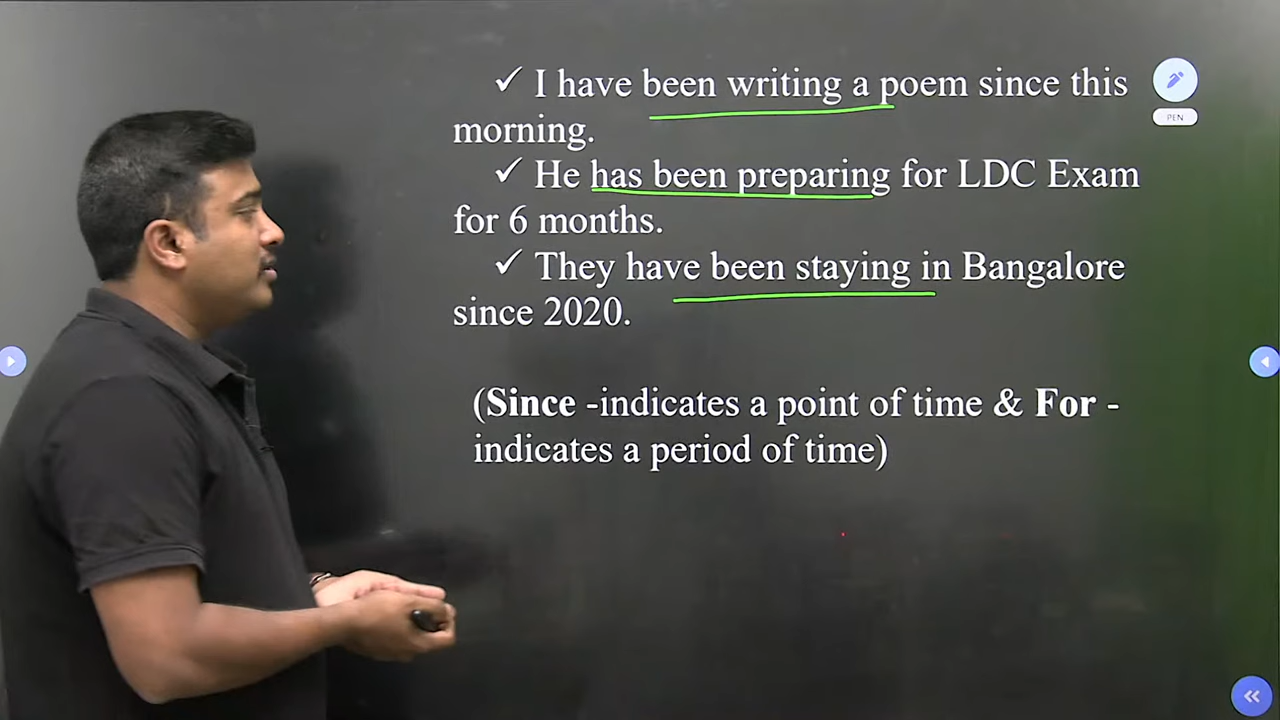 ✓ I have been writing a poem since this
morning.
✓ He has been preparing for LDC Exam
for 6 months.
✓ They have been staying in Bangalore
since 2020.
(Since -indicates a point of time & For -
indicates a period of time)
PEN